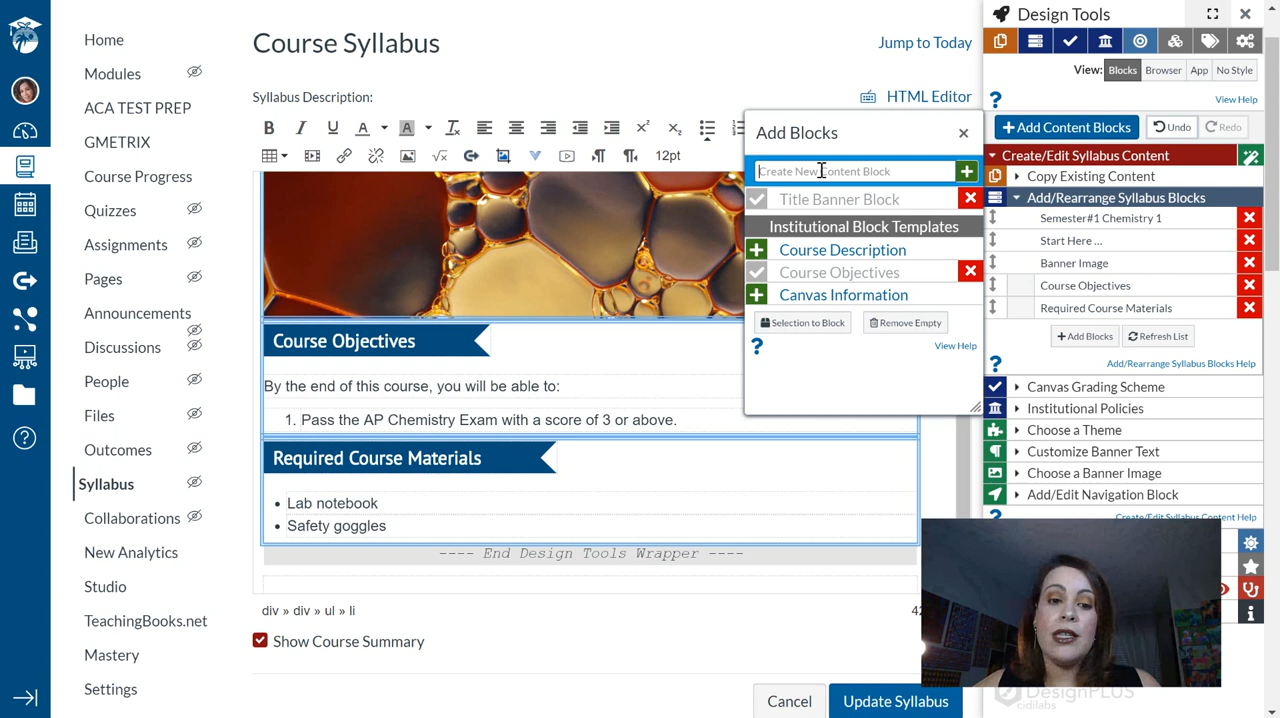 Home
Modules
ACA TEST PREP
GMETRIX
Course Progress
Quizzes
Assignments
Pages
Announcements
Discussions
People
Files
Outcomes
Syllabus
Collaborations
New Analytics
Studio
TeachingBooks.net
Mastery
Settings
Course Syllabus
Jump to Today
Syllabus Description:
HTML Editor
12pt
Course Objectives
By the end of this course, you will be able to:
Pass the AP Chemistry Exam with a score of 3 or above.
Required Course Materials
• Lab notebook
• Safety goggles
---- End Design Tools Wrapper ----
div » div » ul » li
Show Course Summary
Cancel
Update Syllabus
Add Blocks
Create New Content Block
Title Banner Block
Institutional Block Templates
Course Description
Course Objectives
Canvas Information
Selection to Block
Remove Empty
View Help
Design Tools
View: Blocks Browser App No Style
View Help
+Add Content Blocks
Undo
Redo
Create/Edit Syllabus Content
Copy Existing Content
Add/Rearrange Syllabus Blocks
Semester#1 Chemistry 1
Start Here ...
Banner Image
Course Objectives
Required Course Materials
+Add Blocks
Refresh List
Add/Rearrange Syllabus Blocks Help
Canvas Grading Scheme
Institutional Policies
Choose a Theme
Customize Banner Text
Choose a Banner Image
Add/Edit Navigation Block
Create/Edit Syllabus Content Help
DesignPLUS
cidilabs